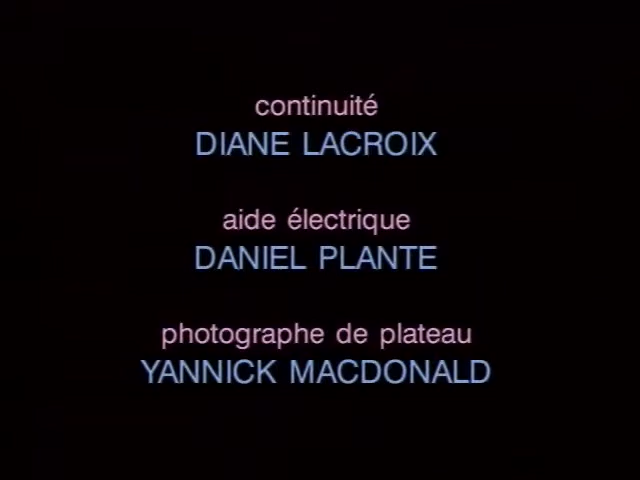 continuité
DIANE LACROIX
aide électrique
DANIEL PLANTE
photographe de plateau
YANNICK MACDONALD